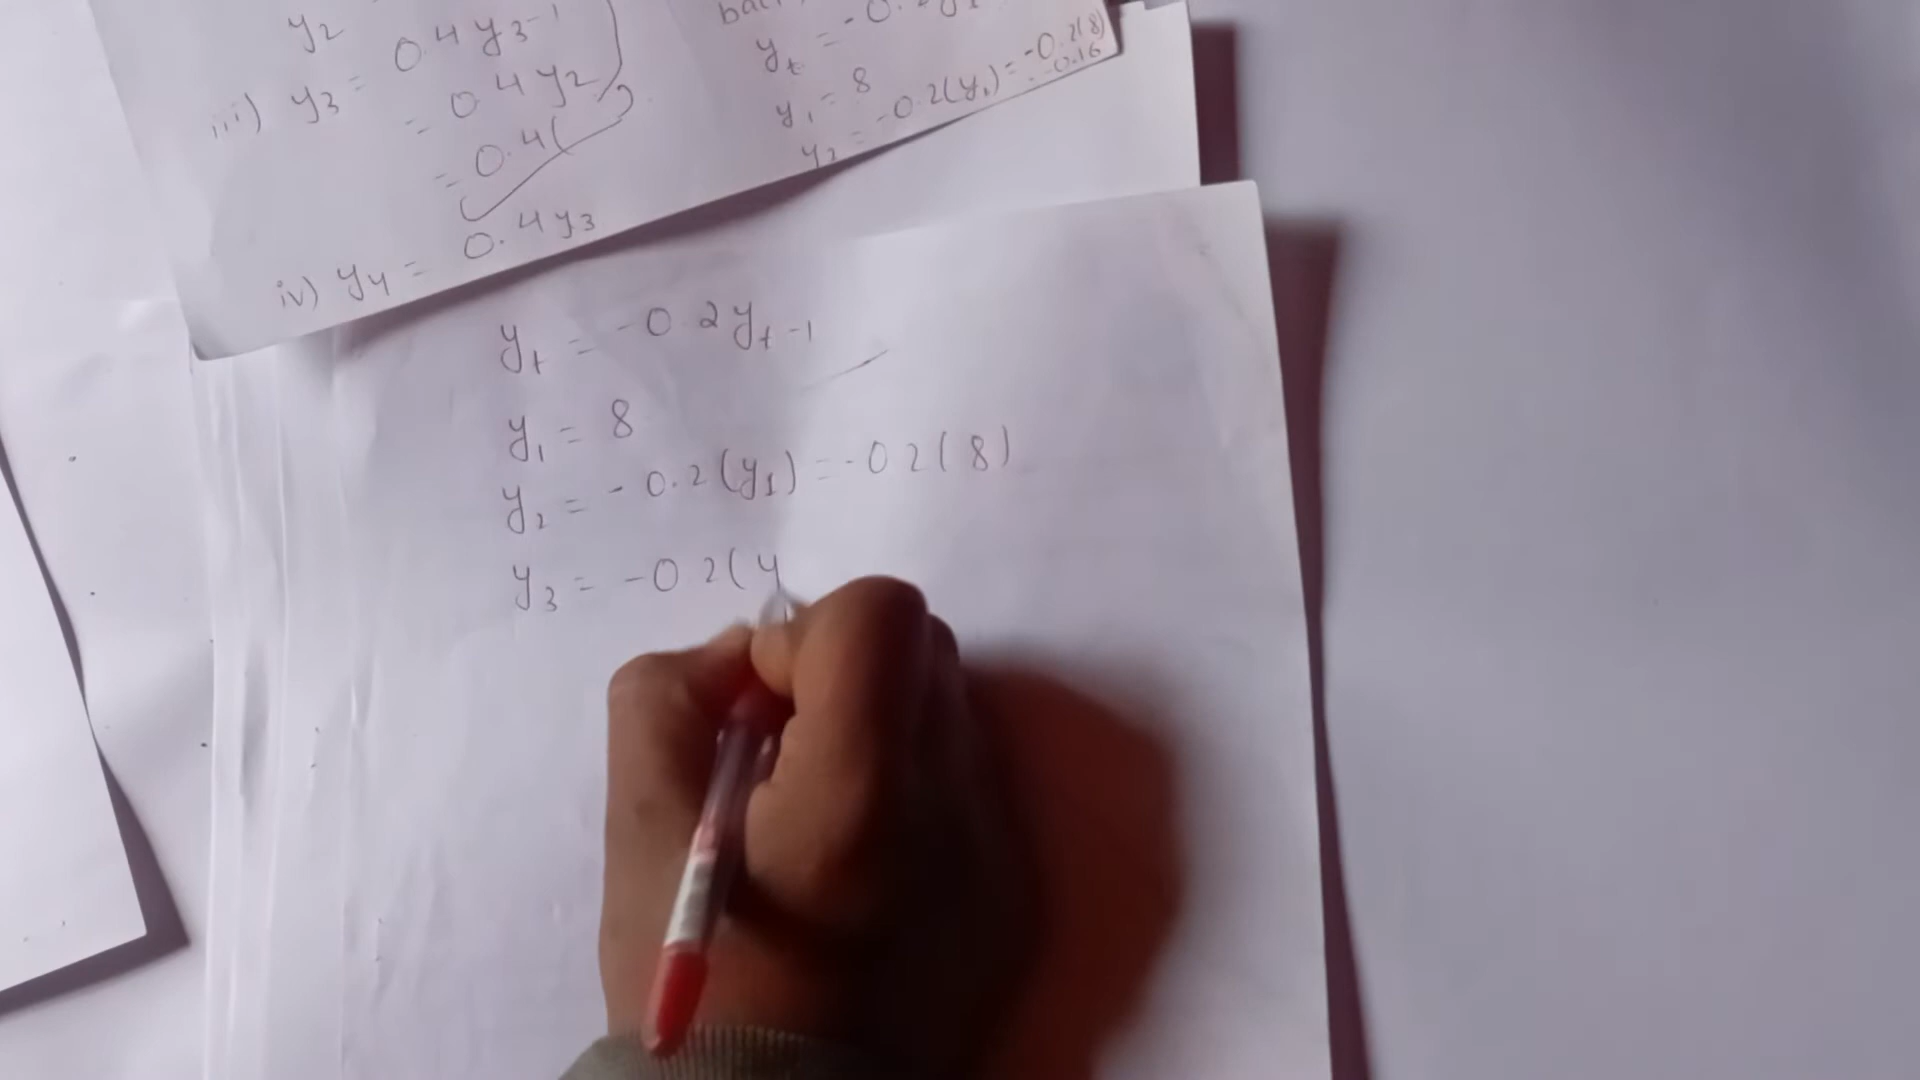 y2
iii) y3 = 0.4 y3-1
= 0.4 y2
= 0.4(
iv) y4 = 0.4 y3
yt = -0.2
y1 = 8
y2 = -0.2(y1) = -0.2(8)
-0.16
yt = -0.2 yt-1
y1 = 8
y2 = -0.2(y1) = -0.2(8)
y3 = -0.2(y